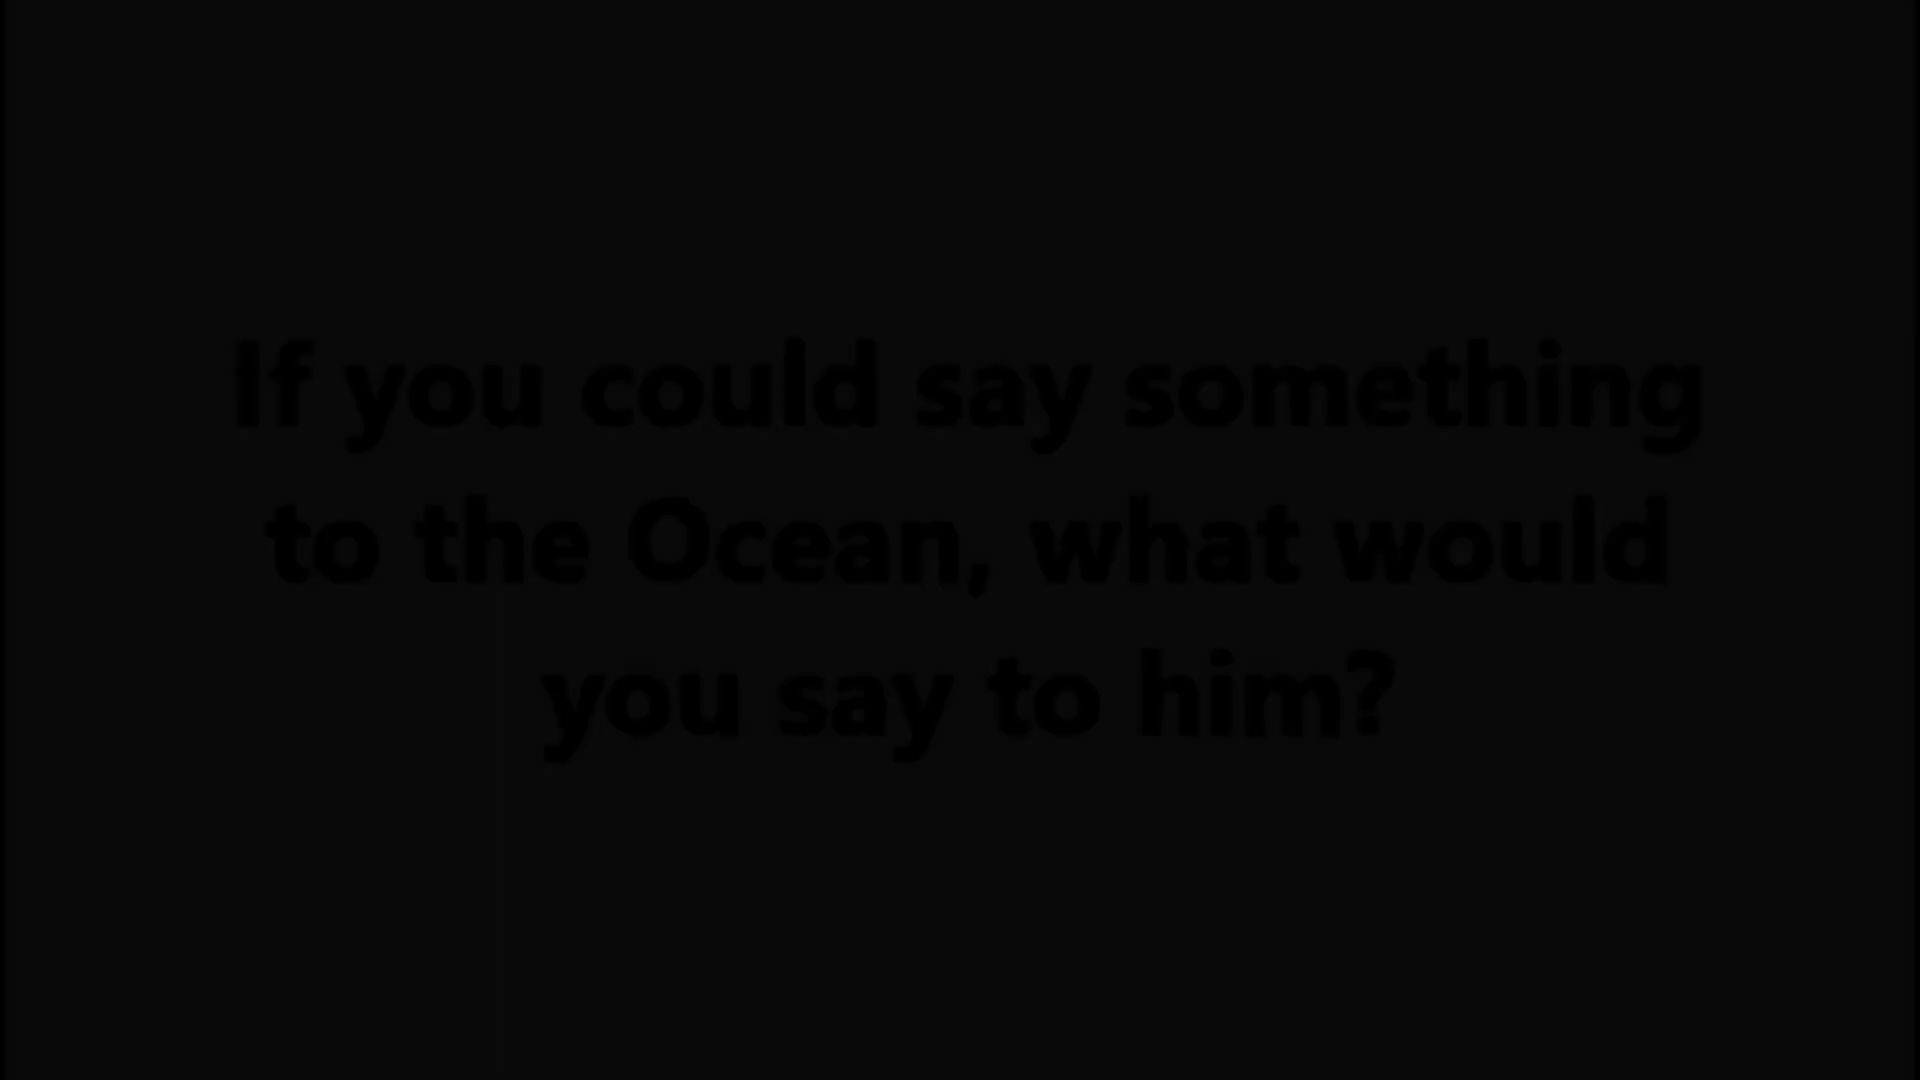 If you could say something
to the Ocean, what would
you say to him?